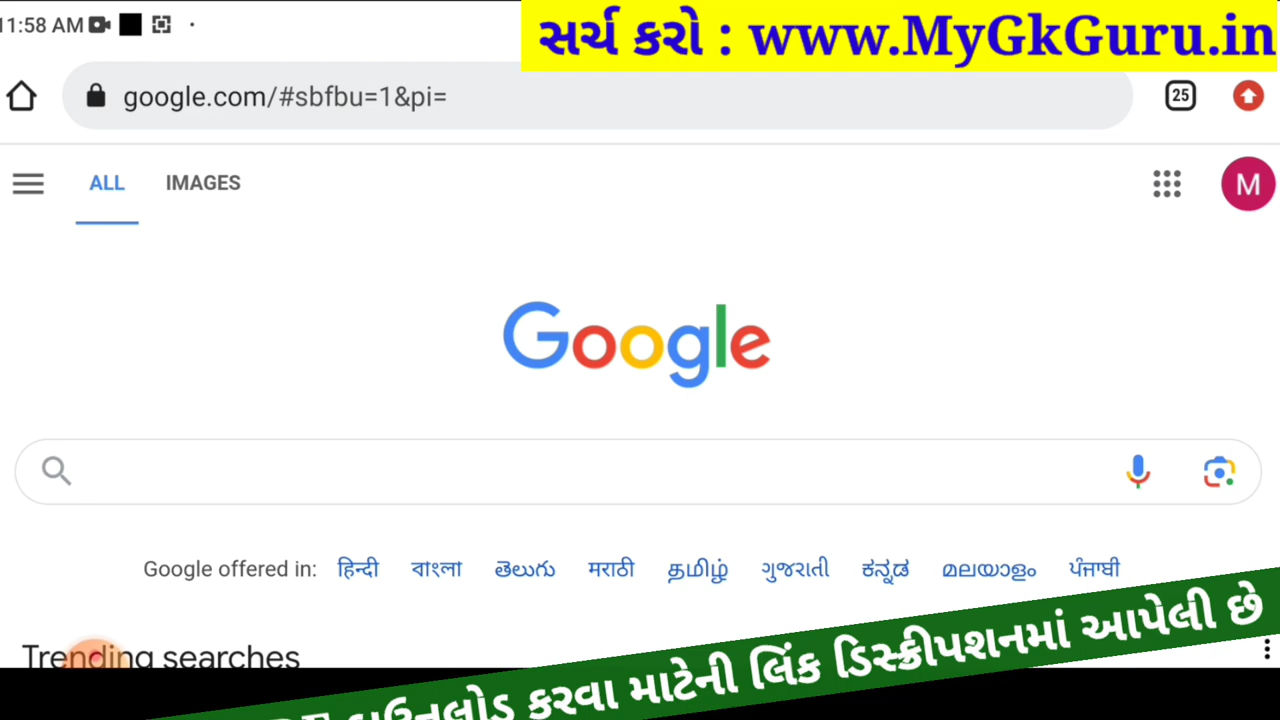 11:58 AM
સર્ચ કરો : www.MyGkGuru.in
google.com/#sbfbu=1&pi=
25
ALL IMAGES
M
Google
Google offered in: हिन्दी বাংলা తెలుగు मराठी தமிழ் ગુજરાતી ಕನ್ನಡ മലയാളം ਪੰਜਾਬੀ
Trending searches
ડાઉનલોડ કરવા માટેની લિંક ડિસ્ક્રીપશનમાં આપેલી છે